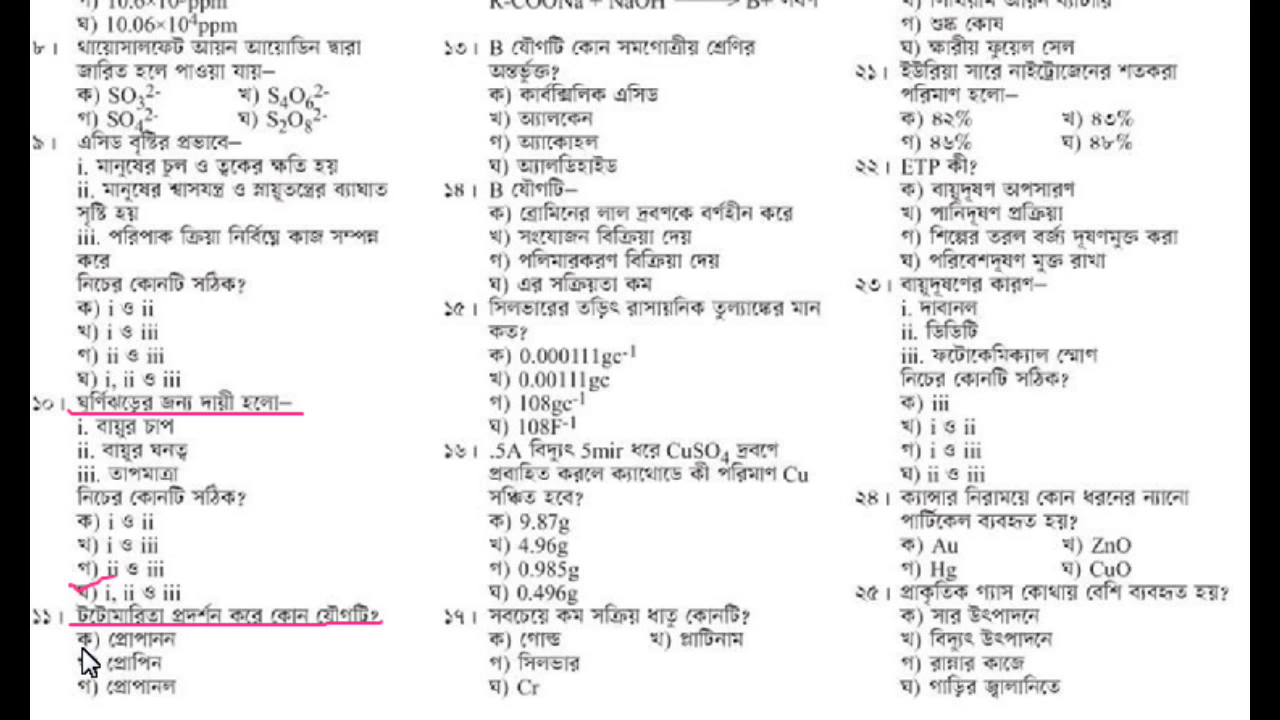 ঘ) 10.06×10⁴ppm
৮। থায়োসালফেট আয়ন আয়োডিন দ্বারা
জারিত হলে পাওয়া যায়–
ক) SO₃²⁻ খ) S₄O₆²⁻
গ) SO₄²⁻ ঘ) S₂O₈²⁻
৯। এসিড বৃষ্টির প্রভাবে–
i. মানুষের চুল ও ত্বকের ক্ষতি হয়
ii. মানুষের শ্বাসযন্ত্র ও স্নায়ুতন্ত্রের ব্যাঘাত
সৃষ্টি হয়
iii. পরিপাক ক্রিয়া নির্বিঘ্নে কাজ সম্পন্ন
করে
নিচের কোনটি সঠিক?
ক) i ও ii
খ) i ও iii
গ) ii ও iii
ঘ) i, ii ও iii
১০। ঘূর্ণিঝড়ের জন্য দায়ী হলো–
i. বায়ুর চাপ
ii. বায়ুর ঘনত্ব
iii. তাপমাত্রা
নিচের কোনটি সঠিক?
ক) i ও ii
খ) i ও iii
গ) ii ও iii
ঘ) i, ii ও iii
১১। টটোমারিতা প্রদর্শন করে কোন যৌগটি?
ক) প্রোপানন
প্রোপিন
গ) প্রোপানল
R-COONa + NaOH ⟶ B+
১৩। B যৌগটি কোন সমগোত্রীয় শ্রেণির
অন্তর্ভুক্ত?
ক) কার্বক্সিলিক এসিড
খ) অ্যালকেন
গ) অ্যাকোহল
ঘ) অ্যালডিহাইড
১৪। B যৌগটি–
ক) ব্রোমিনের লাল দ্রবণকে বর্ণহীন করে
খ) সংযোজন বিক্রিয়া দেয়
গ) পলিমারকরণ বিক্রিয়া দেয়
ঘ) এর সক্রিয়তা কম
১৫। সিলভারের তড়িৎ রাসায়নিক তুল্যাঙ্কের মান
কত?
ক) 0.000111gc⁻¹
খ) 0.00111gc
গ) 108gc⁻¹
ঘ) 108F⁻¹
১৬। .5A বিদ্যুৎ 5mir ধরে CuSO₄ দ্রবণে
প্রবাহিত করলে ক্যাথোডে কী পরিমাণ Cu
সঞ্চিত হবে?
ক) 9.87g
খ) 4.96g
গ) 0.985g
ঘ) 0.496g
১৭। সবচেয়ে কম সক্রিয় ধাতু কোনটি?
ক) গোল্ড খ) প্লাটিনাম
গ) সিলভার
ঘ) Cr
গ) শুষ্ক কোষ
ঘ) ক্ষারীয় ফুয়েল সেল
২১। ইউরিয়া সারে নাইট্রোজেনের শতকরা
পরিমাণ হলো–
ক) ৪২% খ) ৪৩%
গ) ৪৬% ঘ) ৪৮%
২২। ETP কী?
ক) বায়ুদূষণ অপসারণ
খ) পানিদূষণ প্রক্রিয়া
গ) শিল্পের তরল বর্জ্য দূষণমুক্ত করা
ঘ) পরিবেশদূষণ মুক্ত রাখা
২৩। বায়ুদূষণের কারণ–
i. দাবানল
ii. ডিডিটি
iii. ফটোকেমিক্যাল স্মোগ
নিচের কোনটি সঠিক?
ক) iii
খ) i ও ii
গ) i ও iii
ঘ) ii ও iii
২৪। ক্যান্সার নিরাময়ে কোন ধরনের ন্যানো
পার্টিকেল ব্যবহৃত হয়?
ক) Au খ) ZnO
গ) Hg ঘ) CuO
২৫। প্রাকৃতিক গ্যাস কোথায় বেশি ব্যবহৃত হয়?
ক) সার উৎপাদনে
খ) বিদ্যুৎ উৎপাদনে
গ) রান্নার কাজে
ঘ) গাড়ির জ্বালানিতে